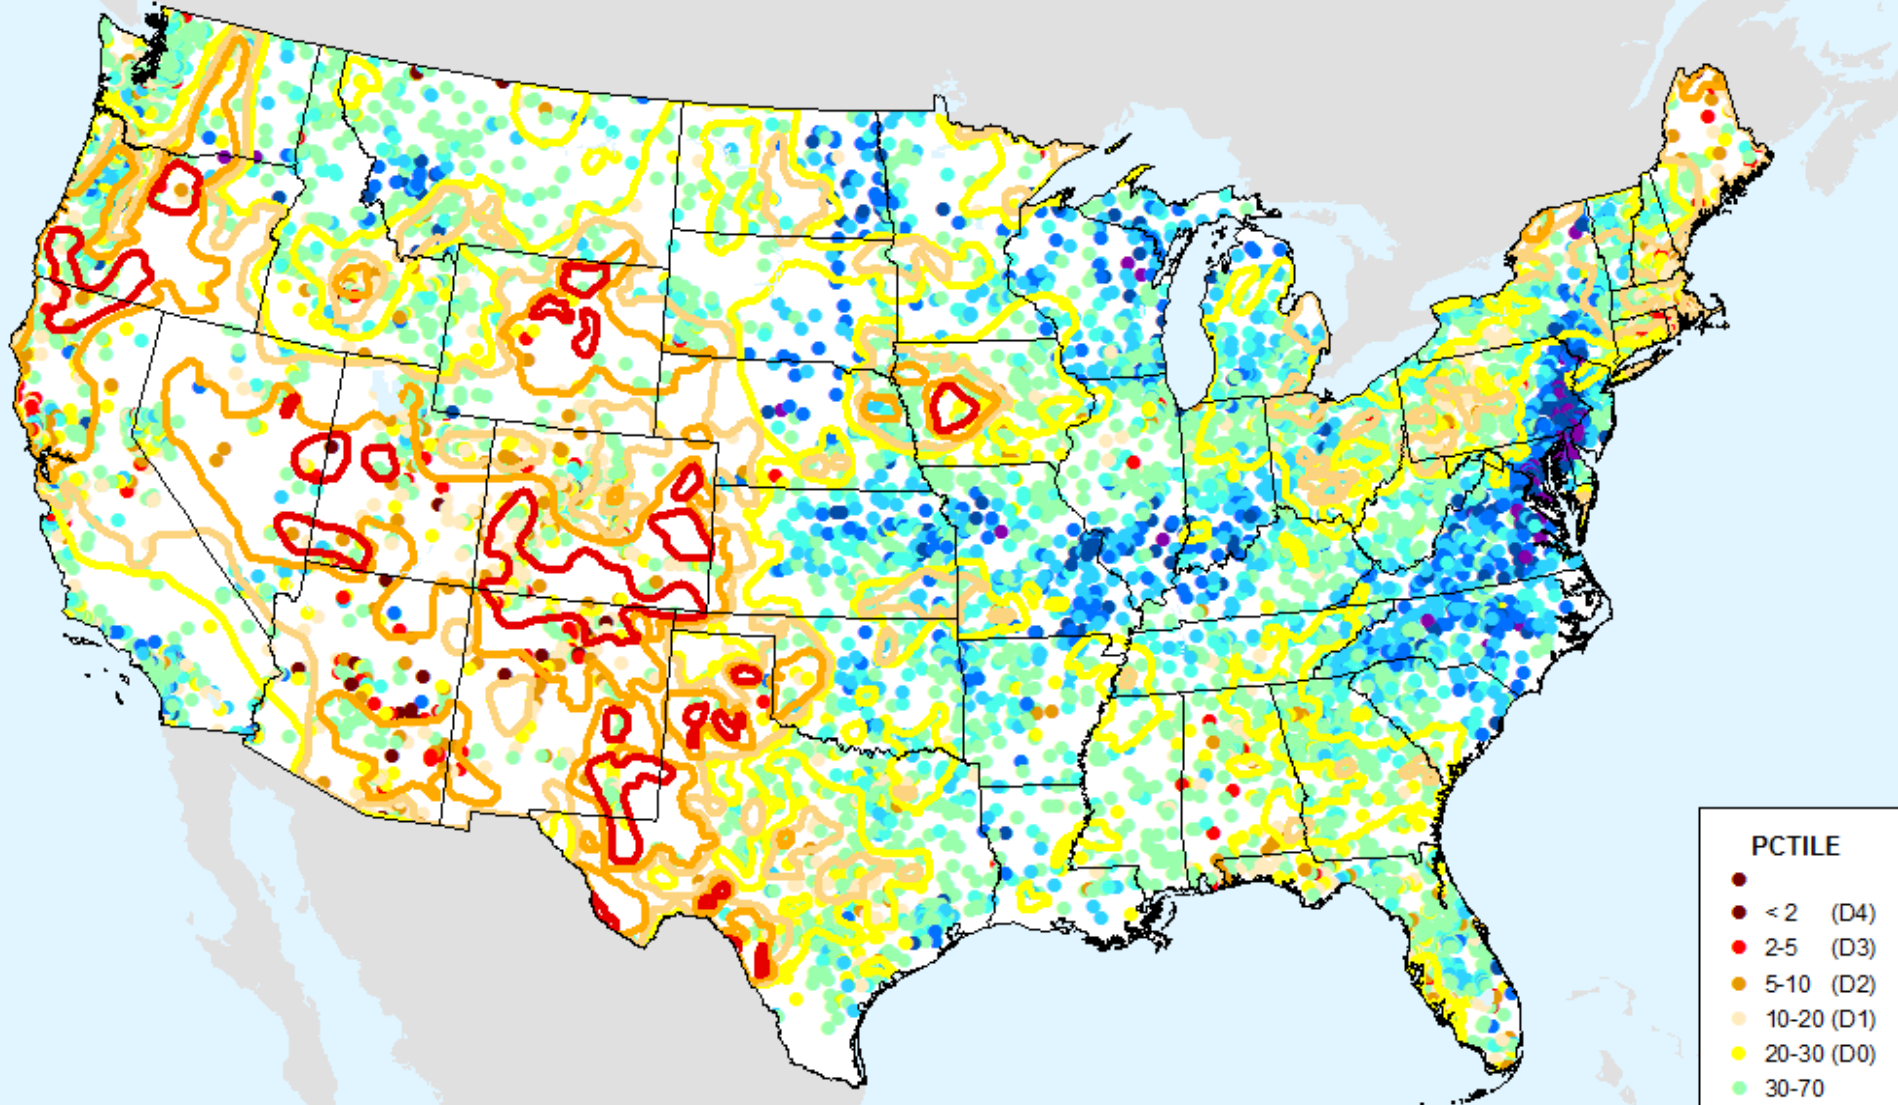 PCTILE
< 2 (D4)
2-5 (D3)
5-10 (D2)
10-20 (D1)
20-30 (D0)
30-70